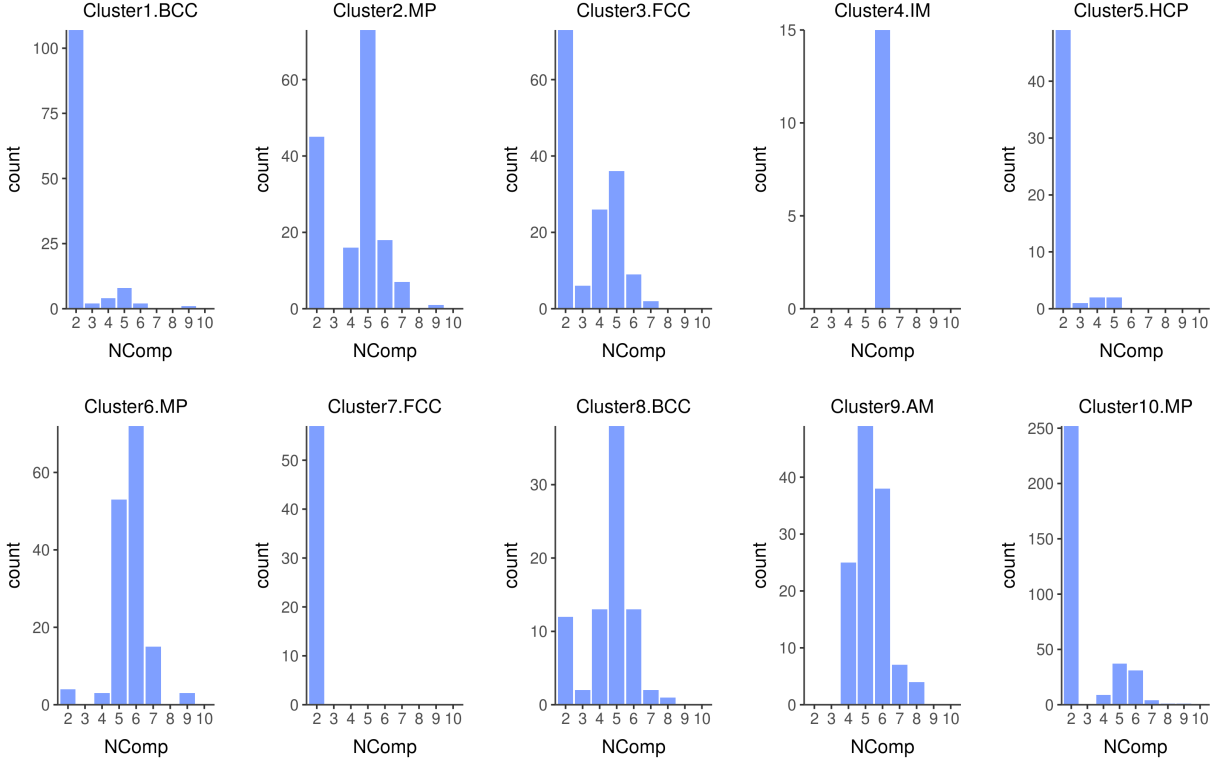 Cluster1.BCC
count
100
75
50
25
0
2 3 4 5 6 7 8 9 10
NComp
Cluster2.MP
count
60
40
20
0
2 3 4 5 6 7 8 9 10
NComp
Cluster3.FCC
count
60
40
20
0
2 3 4 5 6 7 8 9 10
NComp
Cluster4.IM
count
15
10
5
0
2 3 4 5 6 7 8 9 10
NComp
Cluster5.HCP
count
40
30
20
10
0
2 3 4 5 6 7 8 9 10
NComp
Cluster6.MP
count
60
40
20
0
2 3 4 5 6 7 8 9 10
NComp
Cluster7.FCC
count
50
40
30
20
10
0
2 3 4 5 6 7 8 9 10
NComp
Cluster8.BCC
count
30
20
10
0
2 3 4 5 6 7 8 9 10
NComp
Cluster9.AM
count
40
30
20
10
0
2 3 4 5 6 7 8 9 10
NComp
Cluster10.MP
count
250
200
150
100
50
0
2 3 4 5 6 7 8 9 10
NComp